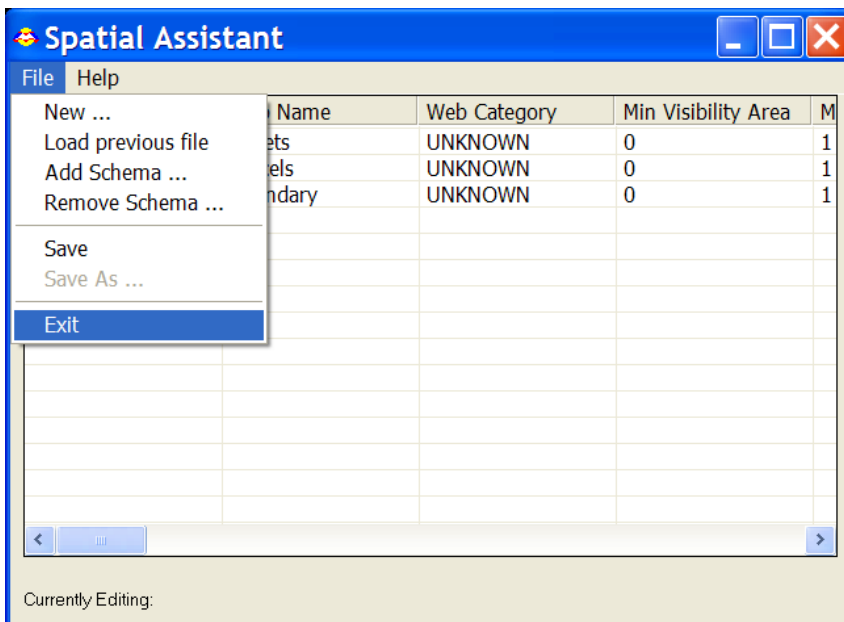 Spatial Assistant
File Help
New ...
Load previous file
Add Schema ...
Remove Schema ...
Save
Save As ...
Exit
Name Web Category Min Visibility Area M
ets UNKNOWN 0 1
els UNKNOWN 0 1
ndary UNKNOWN 0 1
Currently Editing: